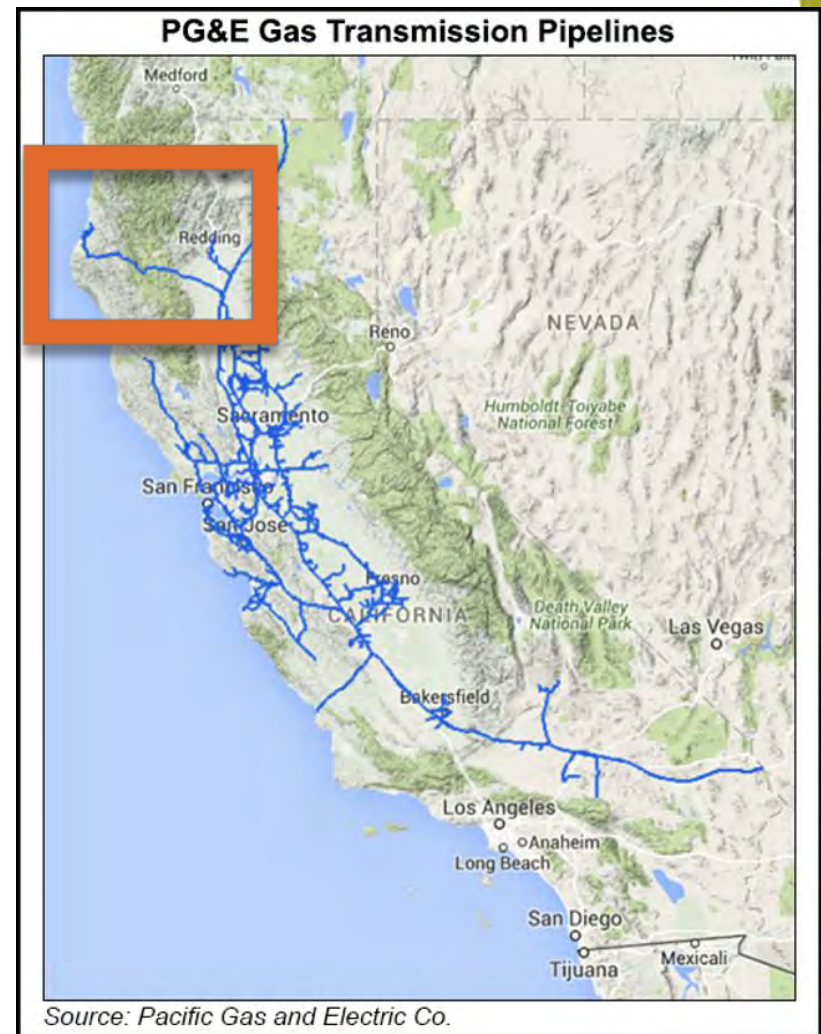 PG&E Gas Transmission Pipelines
Medford
Redding
Reno
NEVADA
Humboldt-Toiyabe
National Forest
Sacramento
San Francisco
San Jose
Fresno
CALIFORNIA
Death Valley
National Park
Las Vegas
Bakersfield
Los Angeles
Anaheim
Long Beach
San Diego
Tijuana
Mexicali
Source: Pacific Gas and Electric Co.